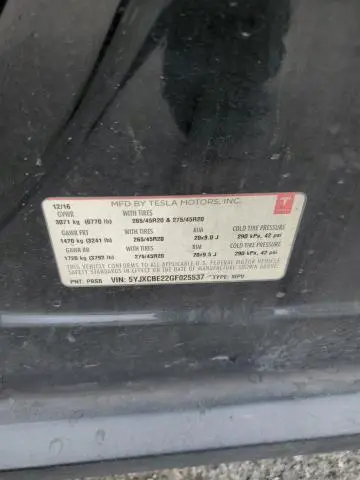 MFD BY TESLA MOTORS, INC.
12/16
GVWR WITH TIRES
3071 kg (6770 lb) 265/45R20 & 275/45R20
GAWR FRT WITH TIRES RIM COLD TIRE PRESSURE
1470 kg (3241 lb) 265/45R20 20x9.0 J 290 kPa, 42 psi
GAWR RR WITH TIRES RIM COLD TIRE PRESSURE
1720 kg (3792 lb) 275/45R20 20x9.5 J 290 kPa, 42 psi
THIS VEHICLE CONFORMS TO ALL APPLICABLE U.S. FEDERAL MOTOR VEHICLE
SAFETY STANDARDS IN EFFECT ON THE DATE OF MANUFACTURE SHOWN ABOVE.
PNT: PBSB VIN: 5YJXCBE22GF025537 TYPE: MPV
TESLA